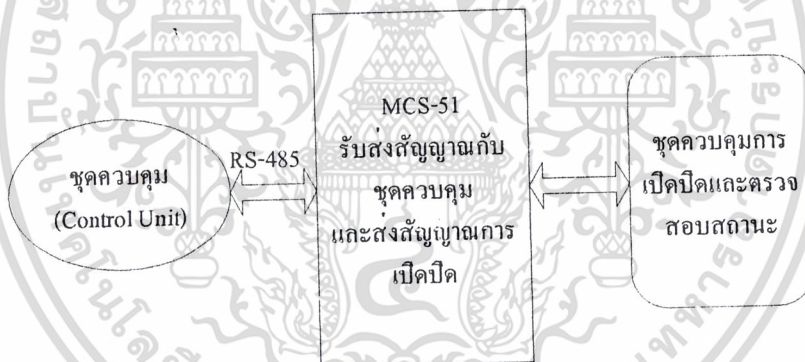 ชุดควบคุม
(Control Unit)
RS-485
MCS-51
รับส่งสัญญาณกับ
ชุดควบคุม
และส่งสัญญาณการ
เปิดปิด
ชุดควบคุมการ
เปิดปิดและตรวจ
สอบสถานะ